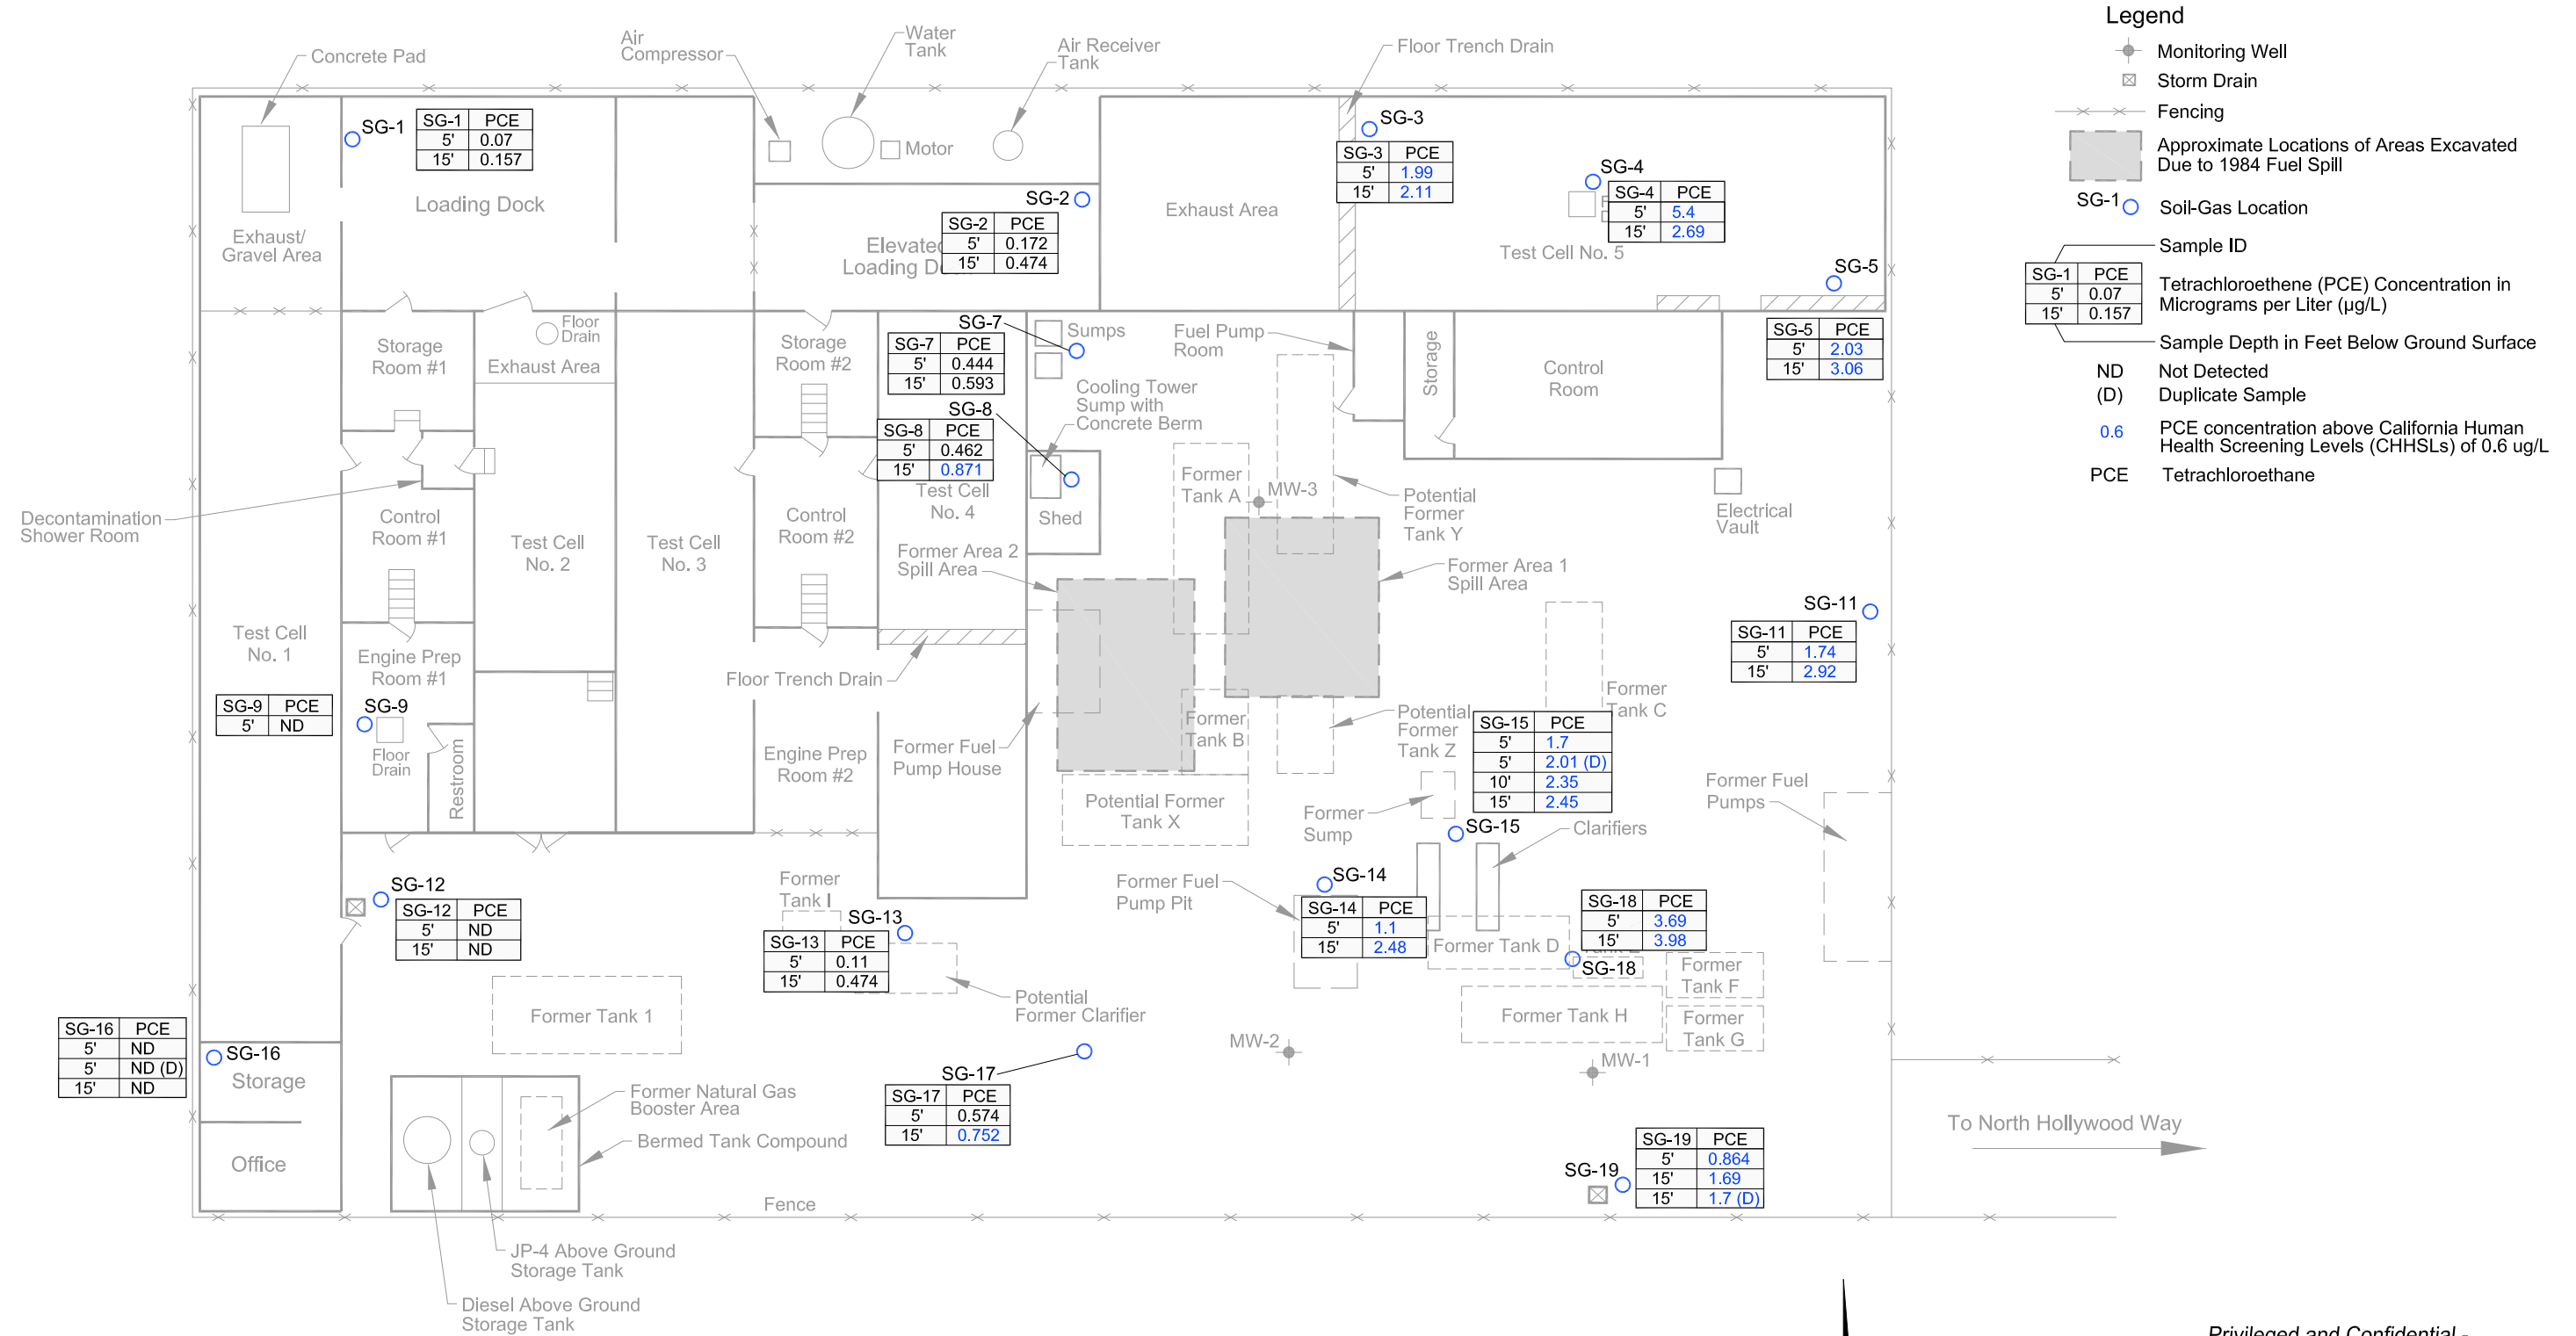 Legend
Monitoring Well
Storm Drain
Fencing
Approximate Locations of Areas Excavated
Due to 1984 Fuel Spill
SG-1
Soil-Gas Location
Sample ID
SG-1 PCE
5' 0.07
15' 0.157
Tetrachloroethene (PCE) Concentration in
Micrograms per Liter (µg/L)
Sample Depth in Feet Below Ground Surface
ND Not Detected
(D) Duplicate Sample
0.6 PCE concentration above California Human
Health Screening Levels (CHHSLs) of 0.6 ug/L
PCE Tetrachloroethane
Concrete Pad
Air
Compressor
Water
Tank
Air Receiver
Tank
Floor Trench Drain
SG-1
SG-1 PCE
5' 0.07
15' 0.157
Motor
SG-3
SG-3 PCE
5' 1.99
15' 2.11
SG-4
SG-4 PCE
5' 5.4
15' 2.69
Loading Dock
Exhaust/
Gravel Area
SG-2
SG-2 PCE
5' 0.172
15' 0.474
Elevated
Loading
Exhaust Area
Test Cell No. 5
SG-5
SG-5 PCE
5' 2.03
15' 3.06
Storage
Room #1
Floor
Drain
Exhaust Area
Storage
Room #2
SG-7
SG-7 PCE
5' 0.444
15' 0.593
Sumps
Fuel Pump
Room
Storage
Control
Room
Cooling Tower
Sump with
Concrete Berm
SG-8
SG-8 PCE
5' 0.462
15' 0.871
Test Cell
No. 4
Shed
Former
Tank A
MW-3
Potential
Former
Tank Y
Electrical
Vault
Decontamination
Shower Room
Control
Room #1
Test Cell
No. 2
Test Cell
No. 3
Control
Room #2
Former Area 2
Spill Area
Former Area 1
Spill Area
SG-11
SG-11 PCE
5' 1.74
15' 2.92
Test Cell
No. 1
Engine Prep
Room #1
Floor Trench Drain
SG-9 PCE
5' ND
SG-9
Floor
Drain
Restroom
Engine Prep
Room #2
Former Fuel
Pump House
Former
Tank B
Potential
Former
Tank Z
Former
Tank C
SG-15 PCE
5' 1.7
5' 2.01 (D)
10' 2.35
15' 2.45
Potential Former
Tank X
Former
Sump
SG-15
Clarifiers
Former Fuel
Pumps
SG-12
SG-12 PCE
5' ND
15' ND
Former
Tank I
SG-13
SG-13 PCE
5' 0.11
15' 0.474
Former Fuel
Pump Pit
SG-14
SG-14 PCE
5' 1.1
15' 2.48
Former Tank D
SG-18 PCE
5' 3.69
15' 3.98
SG-18
Former
Tank F
Former Tank 1
Potential
Former Clarifier
Former Tank H
Former
Tank G
SG-16 PCE
5' ND
5' ND (D)
15' ND
SG-16
Storage
MW-2
MW-1
SG-17
SG-17 PCE
5' 0.574
15' 0.752
Former Natural Gas
Booster Area
Bermed Tank Compound
To North Hollywood Way
Office
SG-19
SG-19 PCE
5' 0.864
15' 1.69
15' 1.7 (D)
Fence
JP-4 Above Ground
Storage Tank
Diesel Above Ground
Storage Tank
Privileged and Confidential -